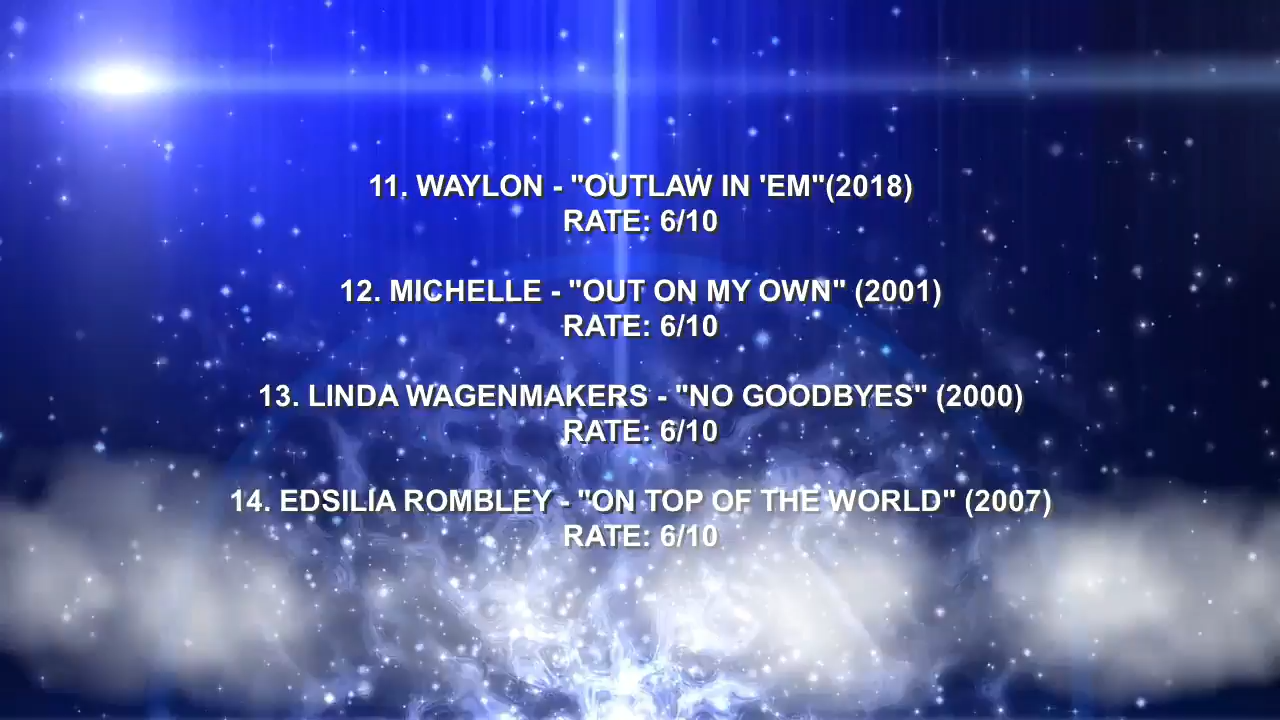 11. WAYLON - "OUTLAW IN 'EM"(2018)
RATE: 6/10
12. MICHELLE - "OUT ON MY OWN" (2001)
RATE: 6/10
13. LINDA WAGENMAKERS - "NO GOODBYES" (2000)
RATE: 6/10
14. EDSILIA ROMBLEY - "ON TOP OF THE WORLD" (2007)
RATE: 6/10